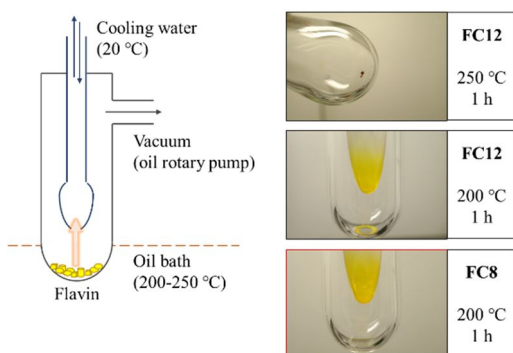 Cooling water
(20 °C)
Vacuum
(oil rotary pump)
Oil bath
(200-250 °C)
Flavin
FC12
250 °C
1 h
FC12
200 °C
1 h
FC8
200 °C
1 h